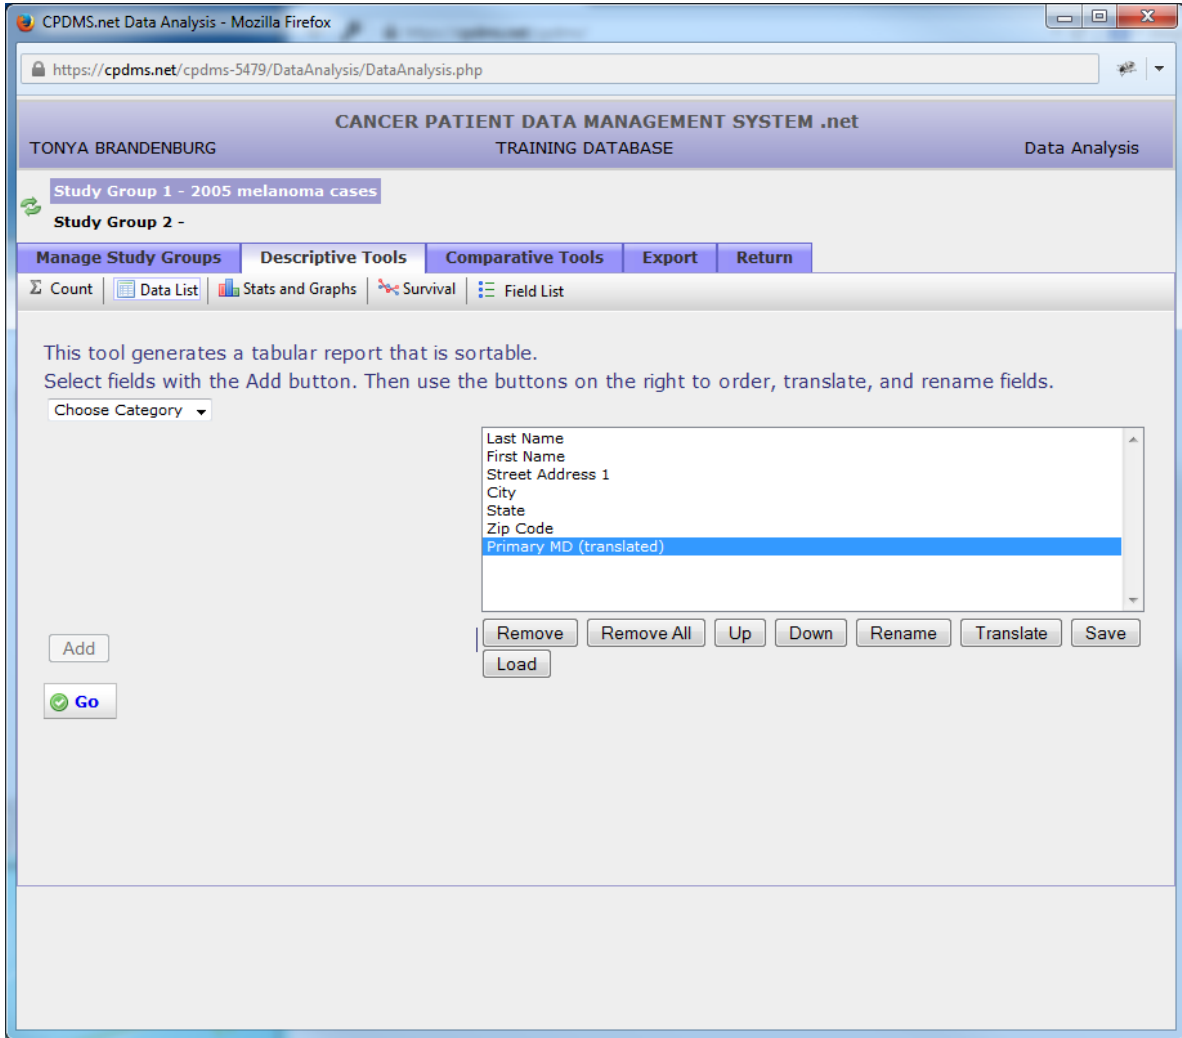 CPDMS.net Data Analysis - Mozilla Firefox
https://cpdms.net/cpdms-5479/DataAnalysis/DataAnalysis.php
CANCER PATIENT DATA MANAGEMENT SYSTEM .net
TONYA BRANDENBURG TRAINING DATABASE Data Analysis
Study Group 1 - 2005 melanoma cases
Study Group 2 -
Manage Study Groups Descriptive Tools Comparative Tools Export Return
Σ Count Data List Stats and Graphs Survival Field List
This tool generates a tabular report that is sortable.
Select fields with the Add button. Then use the buttons on the right to order, translate, and rename fields.
Choose Category
Last Name
First Name
Street Address 1
City
State
Zip Code
Primary MD (translated)
Add Remove Remove All Up Down Rename Translate Save
Load
Go